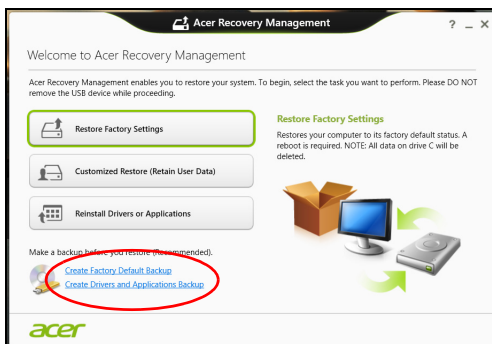 Acer Recovery Management
? _ X
Welcome to Acer Recovery Management
Acer Recovery Management enables you to restore your system. To begin, select the task you want to perform. Please DO NOT
remove the USB device while proceeding.
Restore Factory Settings
Customized Restore (Retain User Data)
Reinstall Drivers or Applications
Restore Factory Settings
Restores your computer to its factory default status. A
reboot is required. NOTE: All data on drive C will be
deleted.
Make a backup before you restore (Recommended).
Create Factory Default Backup
Create Drivers and Applications Backup
acer